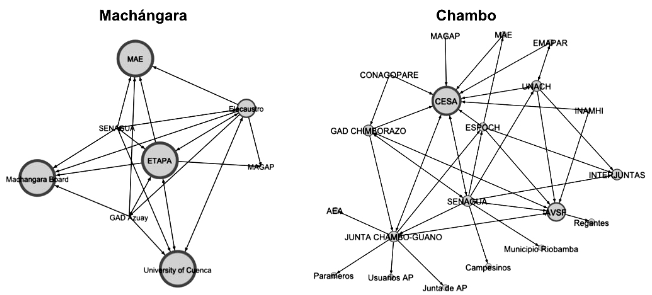 Machángara
Chambo
MAE
Elecaustro
SENAGUA
ETAPA
MAGAP
Machangara Board
GAD Azuay
University of Cuenca
MAGAP
MAE
EMAPAR
CONAGOPARE
UNACH
CESA
INAMHI
GAD CHIMBORAZO
ESPOCH
INTERJUNTAS
SENAGUA
AEA
AVSF
Regantes
JUNTA CHAMBO-GUANO
Municipio Riobamba
Parameros
Usuarios AP
Campesinos
Junta de AP